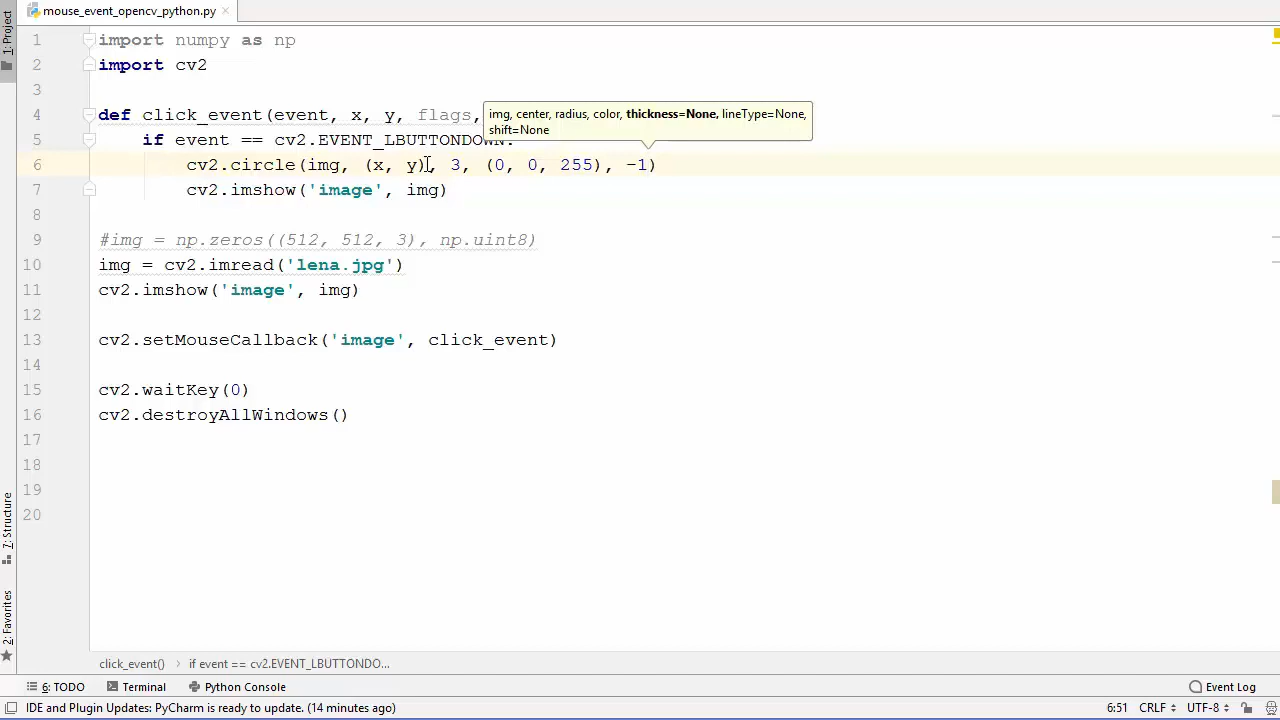 mouse_event_opencv_python.py
1: Project
1 import numpy as np
2 import cv2
3
4 def click_event(event, x, y, flags,
img, center, radius, color, thickness=None, lineType=None,
shift=None
5 if event == cv2.EVENT_LBUTTONDOWN:
6 cv2.circle(img, (x, y), 3, (0, 0, 255), -1)
7 cv2.imshow('image', img)
8
9 #img = np.zeros((512, 512, 3), np.uint8)
10 img = cv2.imread('lena.jpg')
11 cv2.imshow('image', img)
12
13 cv2.setMouseCallback('image', click_event)
14
15 cv2.waitKey(0)
16 cv2.destroyAllWindows()
17
18
19
20
7: Structure
2: Favorites
click_event() › if event == cv2.EVENT_LBUTTONDO...
6: TODO Terminal Python Console Event Log
IDE and Plugin Updates: PyCharm is ready to update. (14 minutes ago) 6:51 CRLF UTF-8